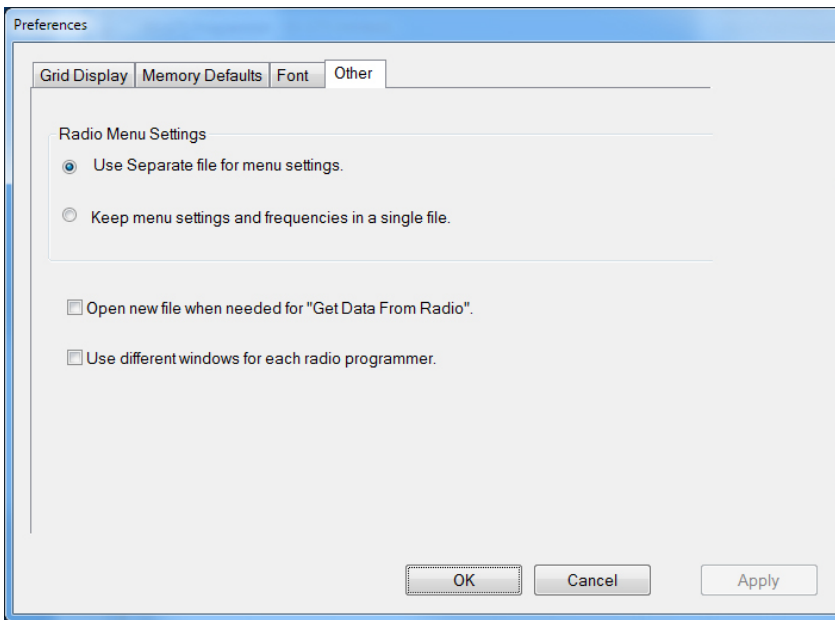 Preferences
Grid Display Memory Defaults Font Other
Radio Menu Settings
Use Separate file for menu settings.
Keep menu settings and frequencies in a single file.
Open new file when needed for "Get Data From Radio".
Use different windows for each radio programmer.
OK Cancel Apply